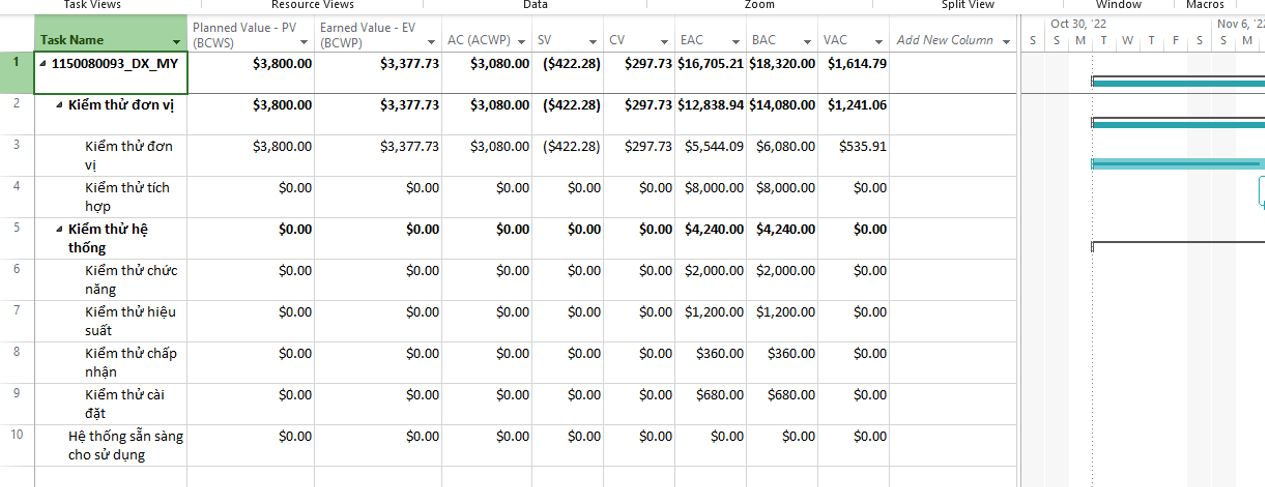 Task Views Resource Views Data Zoom Split View Window Macros
Planned Value - PV Earned Value - EV Oct 30, '22 Nov 6, '22
Task Name (BCWS) (BCWP) AC (ACWP) SV CV EAC BAC VAC Add New Column S S M T W T F S S M
1 1150080093_DX_MY $3,800.00 $3,377.73 $3,080.00 ($422.28) $297.73 $16,705.21 $18,320.00 $1,614.79
2 Kiểm thử đơn vị $3,800.00 $3,377.73 $3,080.00 ($422.28) $297.73 $12,838.94 $14,080.00 $1,241.06
3 Kiểm thử đơn $3,800.00 $3,377.73 $3,080.00 ($422.28) $297.73 $5,544.09 $6,080.00 $535.91
vị
4 Kiểm thử tích $0.00 $0.00 $0.00 $0.00 $0.00 $8,000.00 $8,000.00 $0.00
hợp
5 Kiểm thử hệ $0.00 $0.00 $0.00 $0.00 $0.00 $4,240.00 $4,240.00 $0.00
thống
6 Kiểm thử chức $0.00 $0.00 $0.00 $0.00 $0.00 $2,000.00 $2,000.00 $0.00
năng
7 Kiểm thử hiệu $0.00 $0.00 $0.00 $0.00 $0.00 $1,200.00 $1,200.00 $0.00
suất
8 Kiểm thử chấp $0.00 $0.00 $0.00 $0.00 $0.00 $360.00 $360.00 $0.00
nhận
9 Kiểm thử cài $0.00 $0.00 $0.00 $0.00 $0.00 $680.00 $680.00 $0.00
đặt
10 Hệ thống sẵn sàng $0.00 $0.00 $0.00 $0.00 $0.00 $0.00 $0.00 $0.00
cho sử dụng